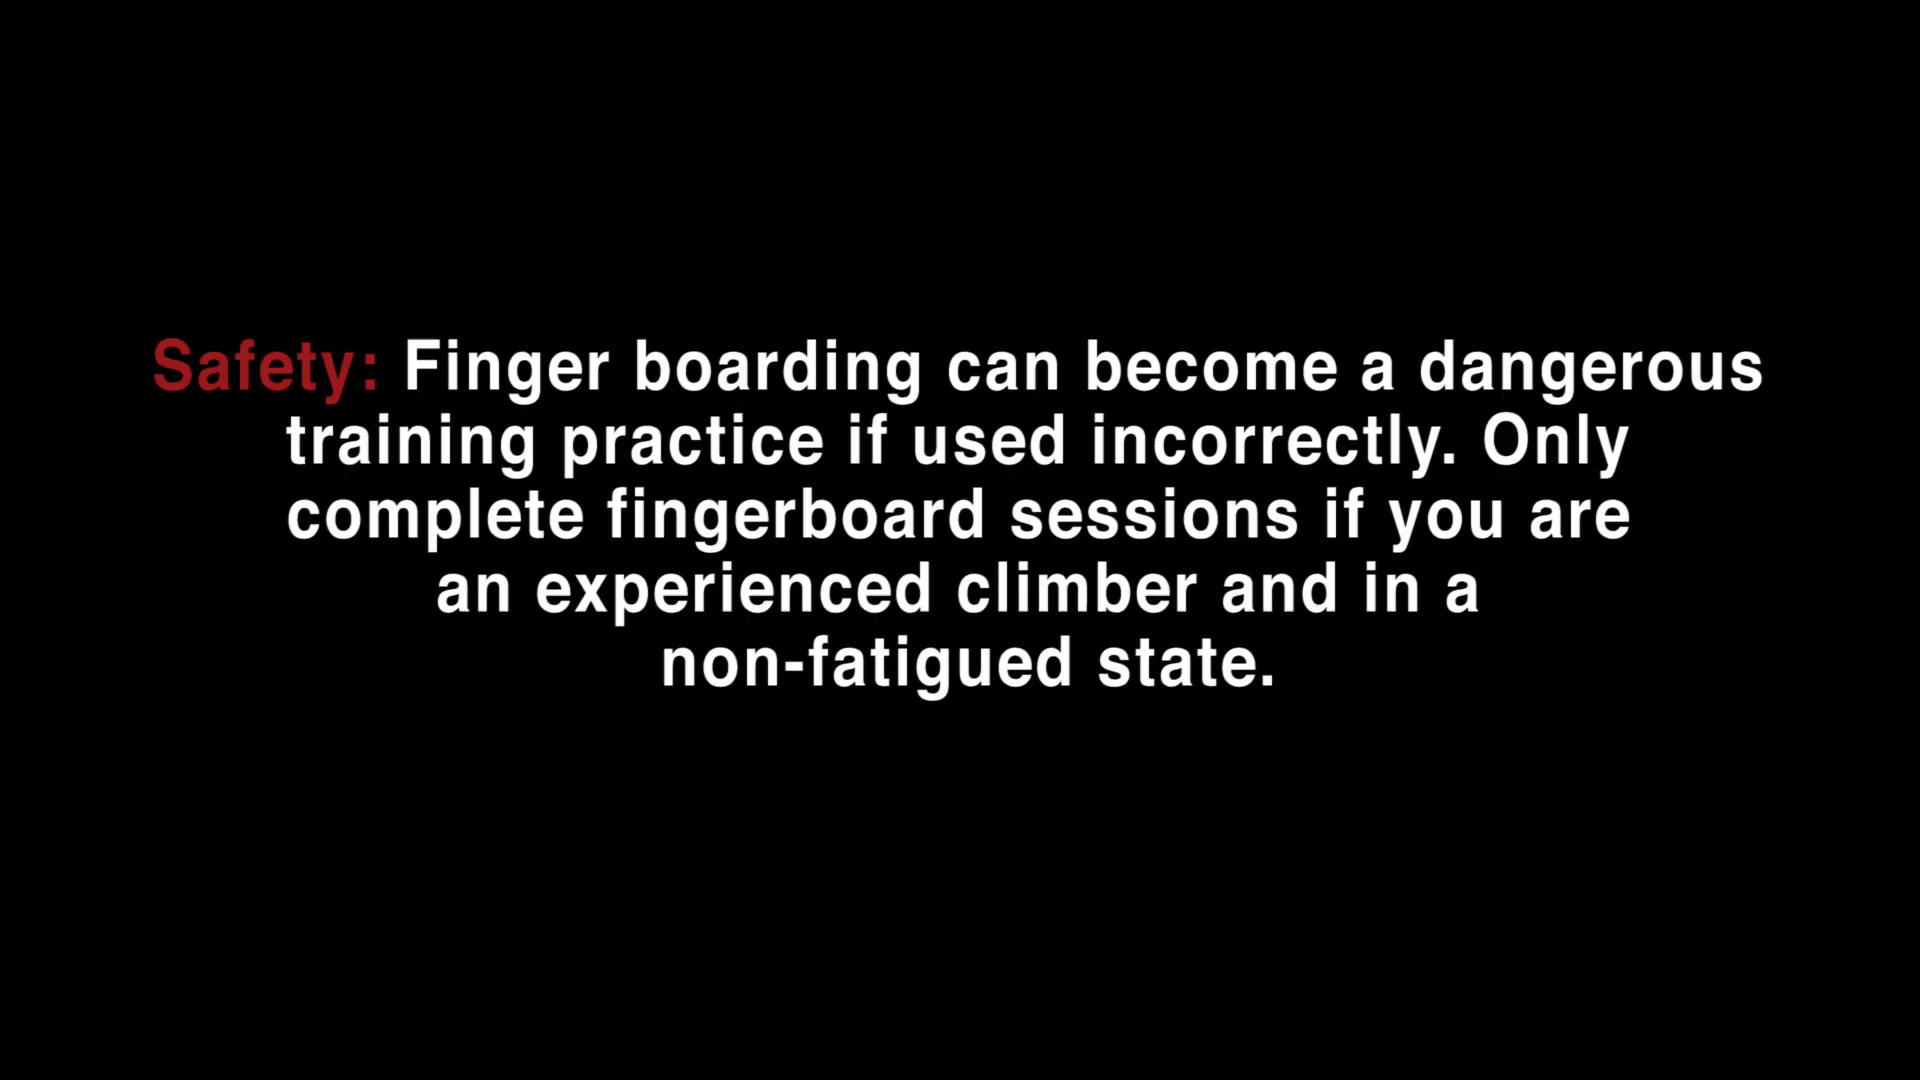 Safety: Finger boarding can become a dangerous
training practice if used incorrectly. Only
complete fingerboard sessions if you are
an experienced climber and in a
non-fatigued state.